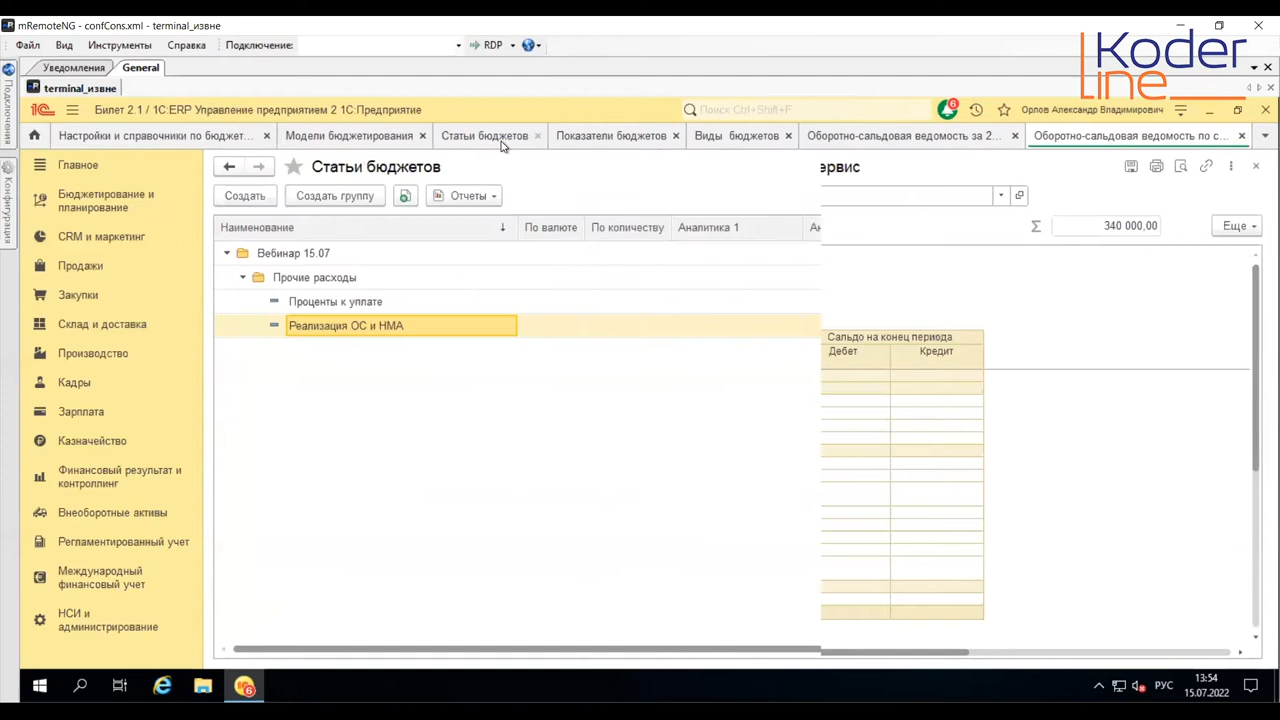 mRemoteNG - confCons.xml - terminal_извне
Файл Вид Инструменты Справка Подключение: RDP
Koder
line
Подключения
Конфигурация
Уведомления General
terminal_извне
Билет 2.1 / 1С:ERP Управление предприятием 2 1С:Предприятие
Поиск Ctrl+Shift+F
6
Орлов Александр Владимирович
Настройки и справочники по бюджет...
Модели бюджетирования
Статьи бюджетов
Показатели бюджетов
Виды бюджетов
Оборотно-сальдовая ведомость за 2...
Оборотно-сальдовая ведомость по с...
Главное
Бюджетирование и
планирование
CRM и маркетинг
Продажи
Закупки
Склад и доставка
Производство
Кадры
Зарплата
Казначейство
Финансовый результат и
контроллинг
Внеоборотные активы
Регламентированный учет
Международный
финансовый учет
НСИ и
администрирование
Статьи бюджетов
Создать Создать группу Отчеты
Наименование По валюте По количеству Аналитика 1 Ан
Вебинар 15.07
Прочие расходы
Проценты к уплате
Реализация ОС и НМА
ервис
Σ 340 000,00 Еще
Сальдо на конец периода
Дебет Кредит
6
РУС
13:54
15.07.2022